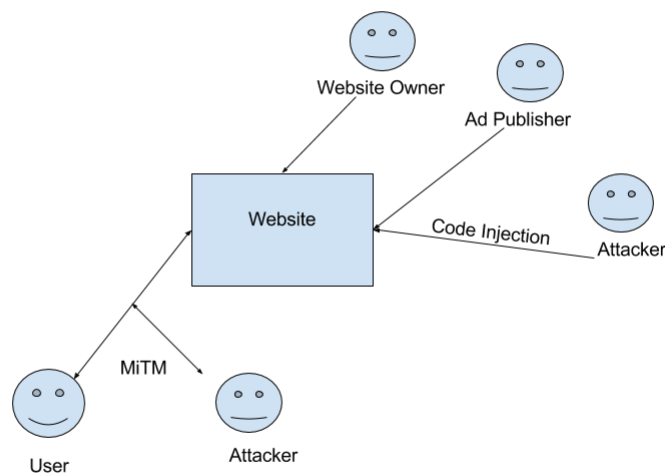 Website Owner
Ad Publisher
Website
Code Injection
Attacker
MiTM
User
Attacker